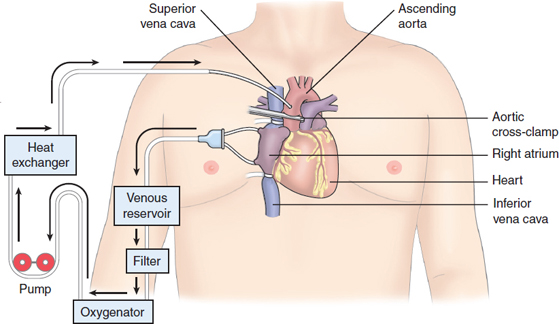 Superior
vena cava
Ascending
aorta
Aortic
cross-clamp
Right atrium
Heart
Inferior
vena cava
Heat
exchanger
Venous
reservoir
Filter
Pump
Oxygenator